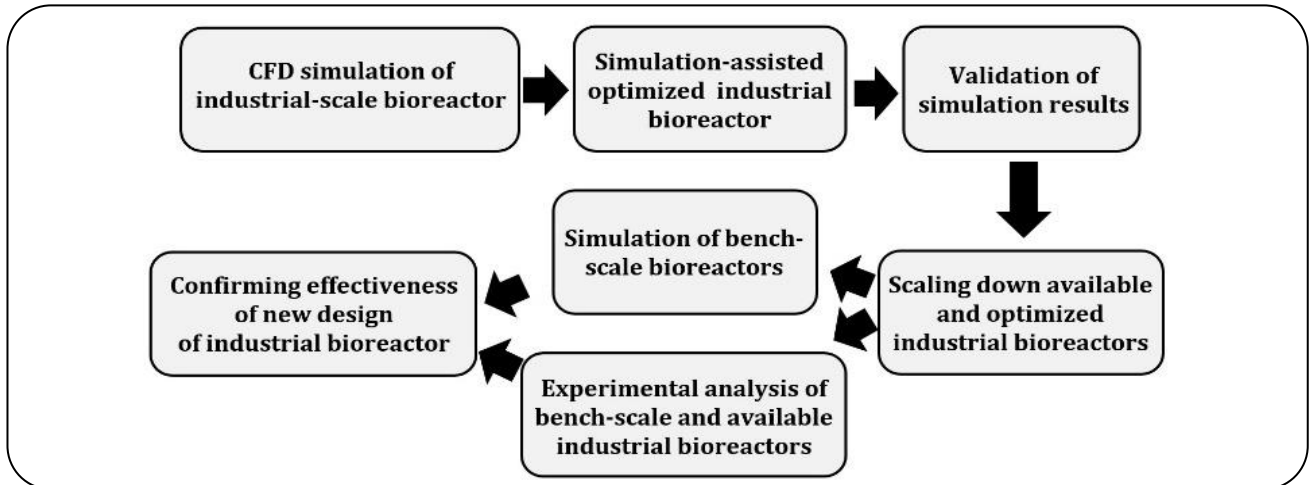 CFD simulation of
industrial-scale bioreactor
Simulation-assisted
optimized industrial
bioreactor
Validation of
simulation results
Scaling down available
and optimized
industrial bioreactors
Simulation of bench-
scale bioreactors
Experimental analysis of
bench-scale and available
industrial bioreactors
Confirming effectiveness
of new design
of industrial bioreactor